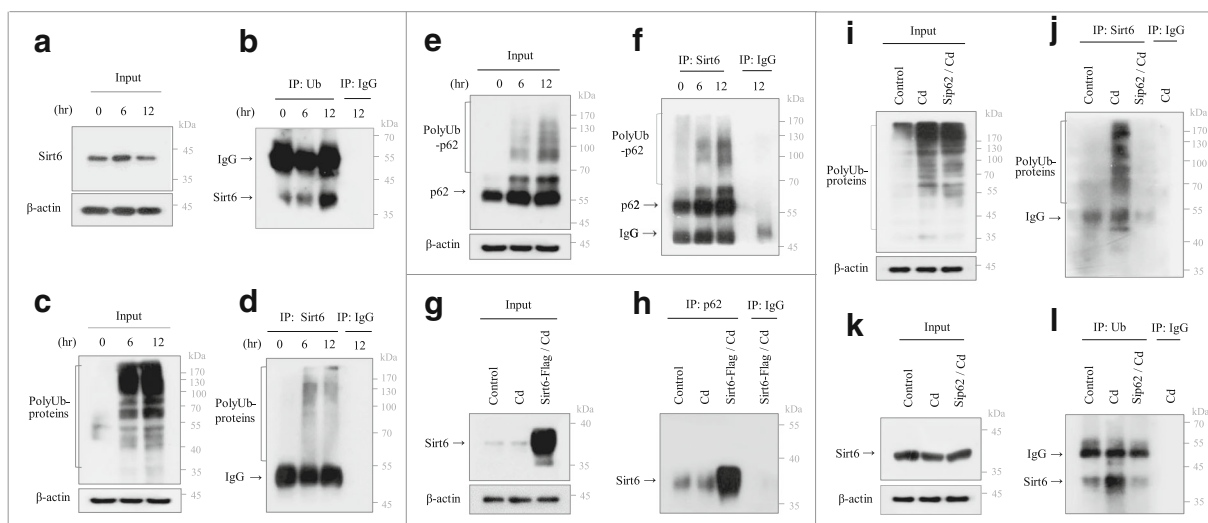 a
Input
(hr) 0 6 12
kDa
Sirt6 →
55
35
β-actin
45
b
IP: Ub IP: IgG
0 6 12 12
kDa
70
IgG →
55
Sirt6 →
35
c
Input
(hr) 0 6 12
kDa
170
130
100
PolyUb-
proteins
70
55
35
β-actin
45
d
IP: Sirt6 IP: IgG
0 6 12 12
kDa
170
130
100
PolyUb-
proteins
70
55
IgG →
45
e
Input
(hr) 0 6 12
kDa
170
130
PolyUb
-p62
100
70
p62 →
55
β-actin
45
f
IP: Sirt6 IP: IgG
0 6 12 12
kDa
170
130
PolyUb
-p62
100
70
p62 →
55
IgG →
45
g
Input
Control
Cd
Sirt6-Flag / Cd
kDa
40
Sirt6 →
25
β-actin
45
h
IP: p62 IP: IgG
Control
Cd
Sirt6-Flag / Cd
Sirt6-Flag / Cd
kDa
55
40
Sirt6 →
35
i
Input
Control
Cd
Sip62 / Cd
kDa
170
130
100
PolyUb-
proteins
70
55
45
35
β-actin
45
j
IP: Sirt6 IP: IgG
Control
Cd
Sip62 / Cd
Cd
kDa
170
130
100
PolyUb-
proteins
70
IgG →
55
40
35
k
Input
Control
Cd
Sip62 / Cd
kDa
45
Sirt6 →
35
β-actin
45
l
IP: Ub IP: IgG
Control
Cd
Sip62 / Cd
Cd
kDa
55
IgG →
45
Sirt6 →
35